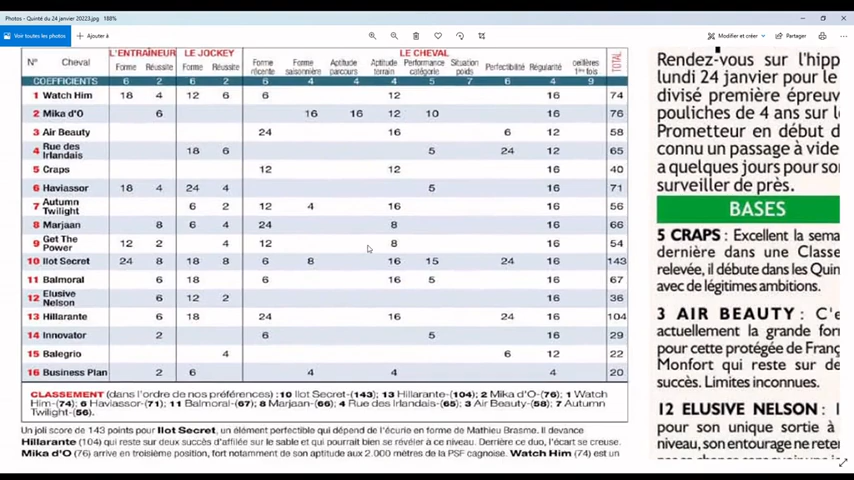 Photos - Quinté du 24 janvier 20223.jpg 188%
Voir toutes les photos
Ajouter à
Modifier et créer
Partager
L'ENTRAÎNEUR LE JOCKEY LE CHEVAL
N° Cheval Forme Réussite Forme Réussite Forme récente Forme saisonnière Aptitude parcours Aptitude terrain Performance catégorie Situation poids Perfectibilité Régularité oeillères 1ère fois TOTAL
COEFFICIENTS 6 2 6 2 6 4 4 4 5 7 6 4 9
1 Watch Him 18 4 12 6 6 12 16 74
2 Mika d'O 6 16 16 12 10 16 76
3 Air Beauty 24 16 6 12 58
4 Rue des Irlandais 18 6 5 24 12 65
5 Craps 12 12 16 40
6 Haviassor 18 4 24 4 5 16 71
7 Autumn Twilight 6 2 12 4 16 16 56
8 Marjaan 8 6 4 24 8 16 66
9 Get The Power 12 2 4 12 8 16 54
10 Ilot Secret 24 8 18 8 6 8 16 15 24 16 143
11 Balmoral 6 18 6 16 5 16 67
12 Elusive Nelson 6 12 2 16 36
13 Hillarante 6 18 6 16 24 16 104
14 Innovator 2 6 5 16 29
15 Balegrio 4 6 12 22
16 Business Plan 2 6 4 4 4 20
CLASSEMENT (dans l'ordre de nos préférences) : 10 Ilot Secret-(143) ; 13 Hillarante-(104) ; 2 Mika d'O-(76) ; 1 Watch
Him-(74) ; 6 Haviassor-(71) ; 11 Balmoral-(67) ; 8 Marjaan-(66) ; 4 Rue des Irlandais-(65) ; 3 Air Beauty-(58) ; 7 Autumn
Twilight-(56).
Un joli score de 143 points pour Ilot Secret, un élément perfectible qui dépend de l'écurie en forme de Mathieu Brasme. Il devance
Hillarante (104) qui reste sur deux succès d'affilée sur le sable et qui pourrait bien se révéler à ce niveau. Derrière ce duo, l'écart se creuse.
Mika d'O (76) arrive en troisième position, fort notamment de son aptitude aux 2.000 mètres de la PSF cagnoise. Watch Him (74) est un
Rendez-vous sur l'hipp
lundi 24 janvier pour le
divisé première épreuv
pouliches de 4 ans sur l
Prometteur en début d
connu un passage à vide
a quelques jours pour so
surveiller de près.
BASES
5 CRAPS : Excellent la sema
dernière dans une Classe
relevée, il débute dans les Quin
avec de légitimes ambitions.
3 AIR BEAUTY : C'e
actuellement la grande for
pour cette protégée de Franç
Monfort qui reste sur de
succès. Limites inconnues.
12 ELUSIVE NELSON : 1
pour son unique sortie à
niveau, son entourage ne reten